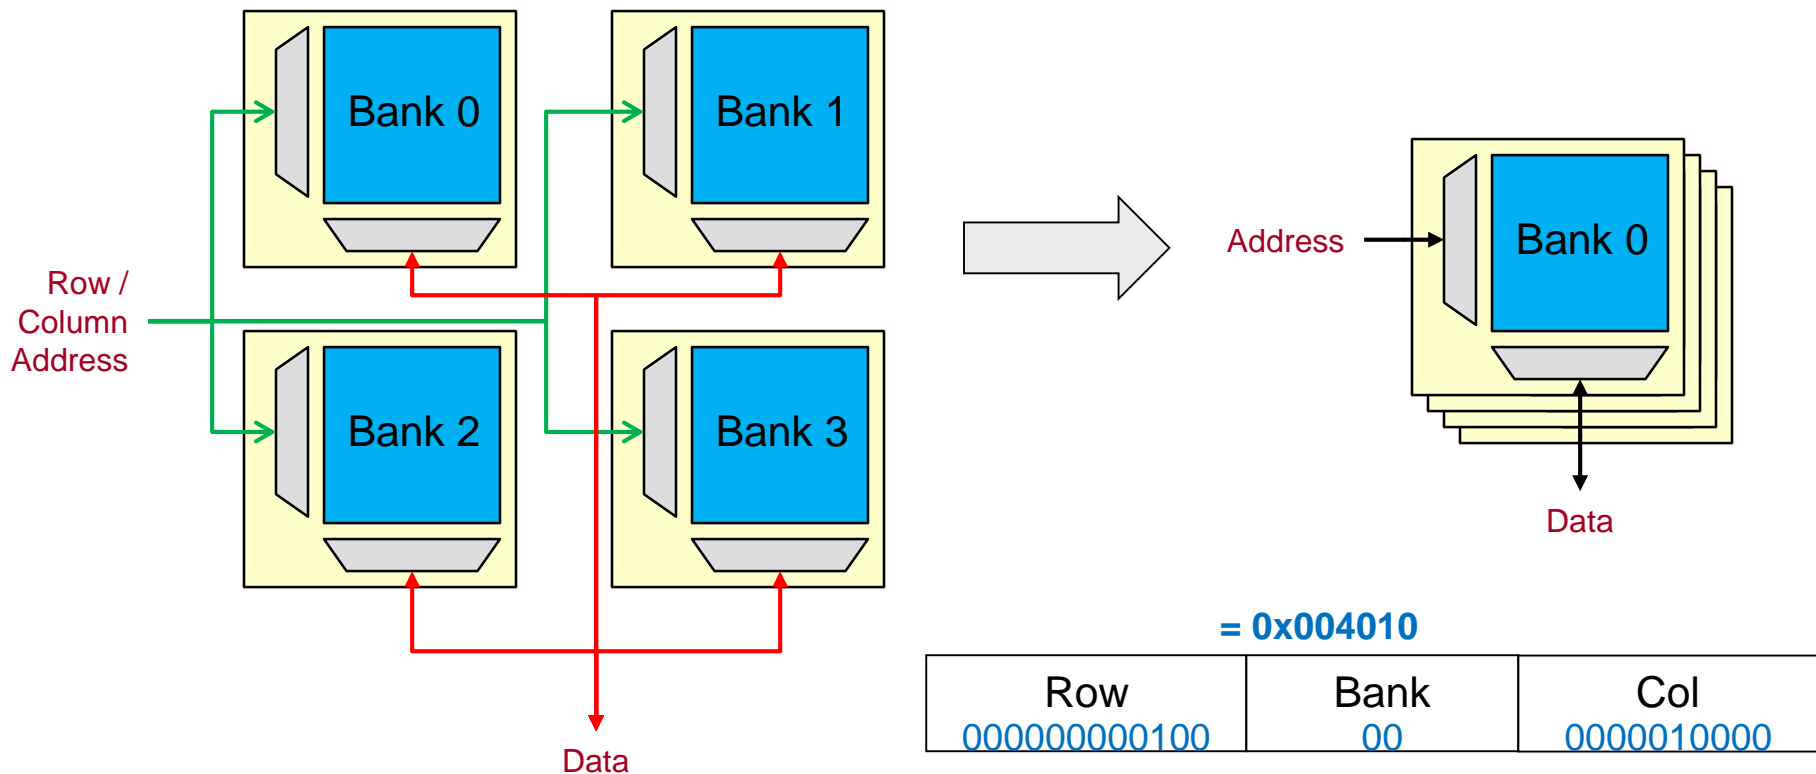 Bank 0
Bank 1
Row /
Column
Address
Bank 2
Bank 3
Data
Address
Bank 0
Data
= 0x004010
Row
Bank
Col
000000000100
00
0000010000